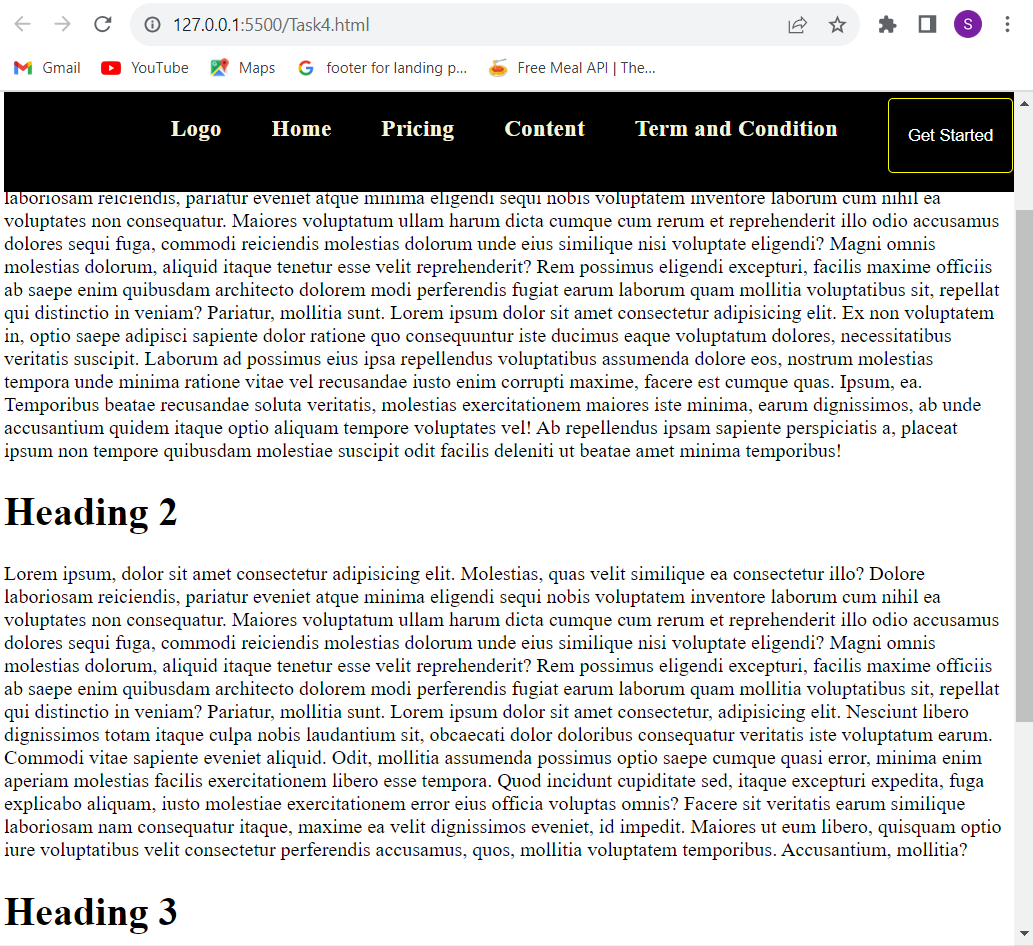 127.0.0.1:5500/Task4.html
S
Gmail YouTube Maps footer for landing p... Free Meal API | The...
Logo Home Pricing Content Term and Condition Get Started
laboriosam reiciendis, pariatur eveniet atque minima eligendi sequi nobis voluptatem inventore laborum cum nihil ea
voluptates non consequatur. Maiores voluptatum ullam harum dicta cumque cum rerum et reprehenderit illo odio accusamus
dolores sequi fuga, commodi reiciendis molestias dolorum unde eius similique nisi voluptate eligendi? Magni omnis
molestias dolorum, aliquid itaque tenetur esse velit reprehenderit? Rem possimus eligendi excepturi, facilis maxime officiis
ab saepe enim quibusdam architecto dolorem modi perferendis fugiat earum laborum quam mollitia voluptatibus sit, repellat
qui distinctio in veniam? Pariatur, mollitia sunt. Lorem ipsum dolor sit amet consectetur adipisicing elit. Ex non voluptatem
in, optio saepe adipisci sapiente dolor ratione quo consequuntur iste ducimus eaque voluptatum dolores, necessitatibus
veritatis suscipit. Laborum ad possimus eius ipsa repellendus voluptatibus assumenda dolore eos, nostrum molestias
tempora unde minima ratione vitae vel recusandae iusto enim corrupti maxime, facere est cumque quas. Ipsum, ea.
Temporibus beatae recusandae soluta veritatis, molestias exercitationem maiores iste minima, earum dignissimos, ab unde
accusantium quidem itaque optio aliquam tempore voluptates vel! Ab repellendus ipsam sapiente perspiciatis a, placeat
ipsum non tempore quibusdam molestiae suscipit odit facilis deleniti ut beatae amet minima temporibus!
Heading 2
Lorem ipsum, dolor sit amet consectetur adipisicing elit. Molestias, quas velit similique ea consectetur illo? Dolore
laboriosam reiciendis, pariatur eveniet atque minima eligendi sequi nobis voluptatem inventore laborum cum nihil ea
voluptates non consequatur. Maiores voluptatum ullam harum dicta cumque cum rerum et reprehenderit illo odio accusamus
dolores sequi fuga, commodi reiciendis molestias dolorum unde eius similique nisi voluptate eligendi? Magni omnis
molestias dolorum, aliquid itaque tenetur esse velit reprehenderit? Rem possimus eligendi excepturi, facilis maxime officiis
ab saepe enim quibusdam architecto dolorem modi perferendis fugiat earum laborum quam mollitia voluptatibus sit, repellat
qui distinctio in veniam? Pariatur, mollitia sunt. Lorem ipsum dolor sit amet consectetur, adipisicing elit. Nesciunt libero
dignissimos totam itaque culpa nobis laudantium sit, obcaecati dolor doloribus consequatur veritatis iste voluptatum earum.
Commodi vitae sapiente eveniet aliquid. Odit, mollitia assumenda possimus optio saepe cumque quasi error, minima enim
aperiam molestias facilis exercitationem libero esse tempora. Quod incidunt cupiditate sed, itaque excepturi expedita, fuga
explicabo aliquam, iusto molestiae exercitationem error eius officia voluptas omnis? Facere sit veritatis earum similique
laboriosam nam consequatur itaque, maxime ea velit dignissimos eveniet, id impedit. Maiores ut eum libero, quisquam optio
iure voluptatibus velit consectetur perferendis accusamus, quos, mollitia voluptatem temporibus. Accusantium, mollitia?
Heading 3